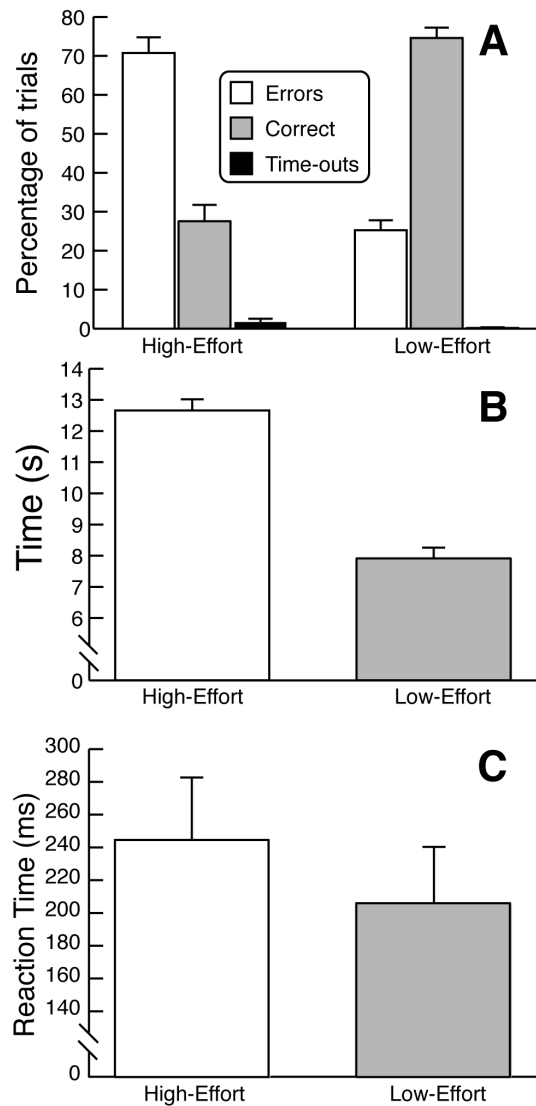 A
80
70
60
50
40
30
20
10
0
Percentage of trials
Errors
Correct
Time-outs
High-Effort
Low-Effort
B
14
13
12
11
10
9
8
7
6
0
Time (s)
High-Effort
Low-Effort
C
300
280
260
240
220
200
180
160
140
0
Reaction Time (ms)
High-Effort
Low-Effort